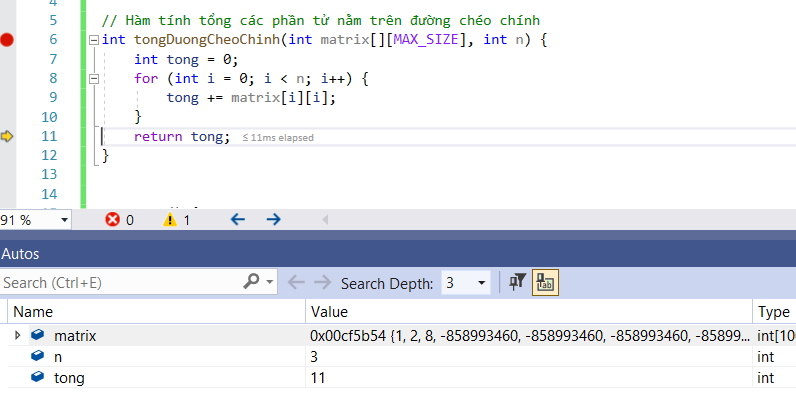 4
5 // Hàm tính tổng các phần tử nằm trên đường chéo chính
6 int tongDuongCheoChinh(int matrix[][MAX_SIZE], int n) {
7 int tong = 0;
8 for (int i = 0; i < n; i++) {
9 tong += matrix[i][i];
10 }
11 return tong; ≤ 11ms elapsed
12 }
13
14
91 % 0 1
Autos
Search (Ctrl+E) Search Depth: 3
Name Value Type
matrix 0x00cf5b54 {1, 2, 8, -858993460, -858993460, -858993460, -85899... int[10
n 3 int
tong 11 int